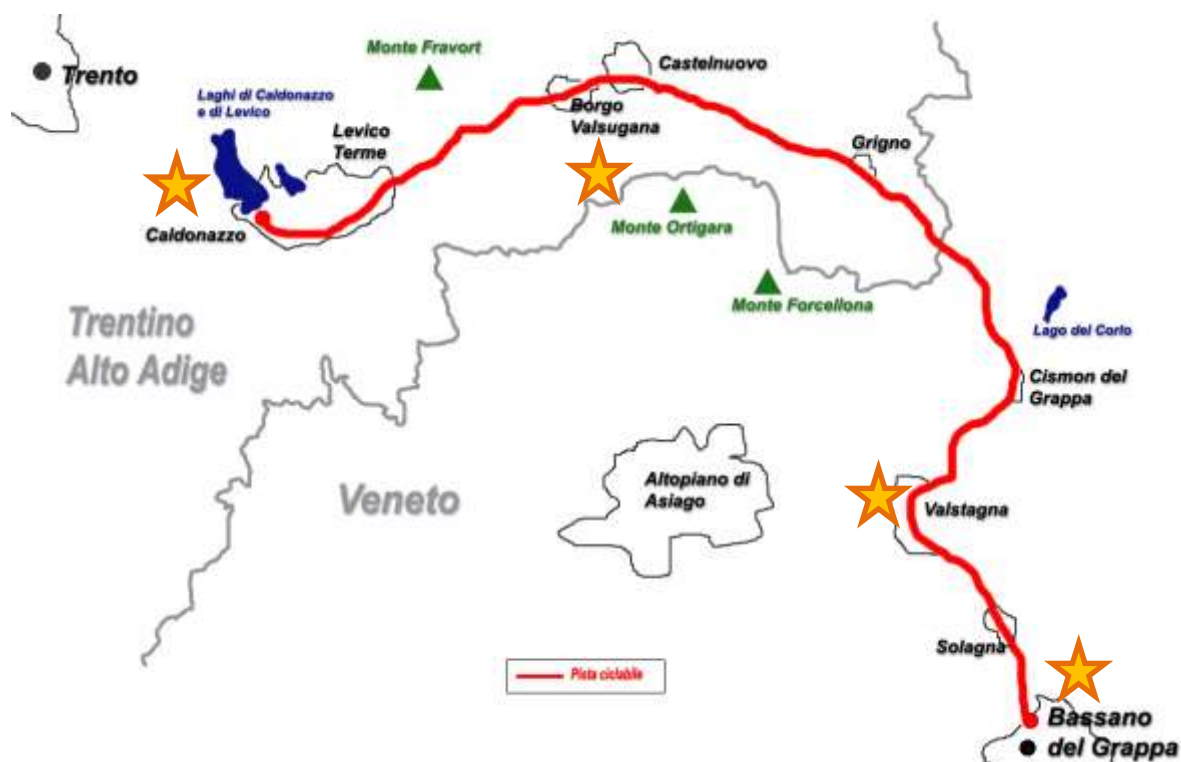 Monte Fravort
Trento
Castelnuovo
Laghi di Caldonazzo
e di Levico
Borgo
Valsugana
Levico
Terme
Grigno
Caldonazzo
Monte Ortigara
Monte Forcellona
Trentino
Alto Adige
Lago del Corlo
Cismon del
Grappa
Altopiano di
Asiago
Veneto
Valstagna
Solagna
Pista ciclabile
Bassano
del Grappa